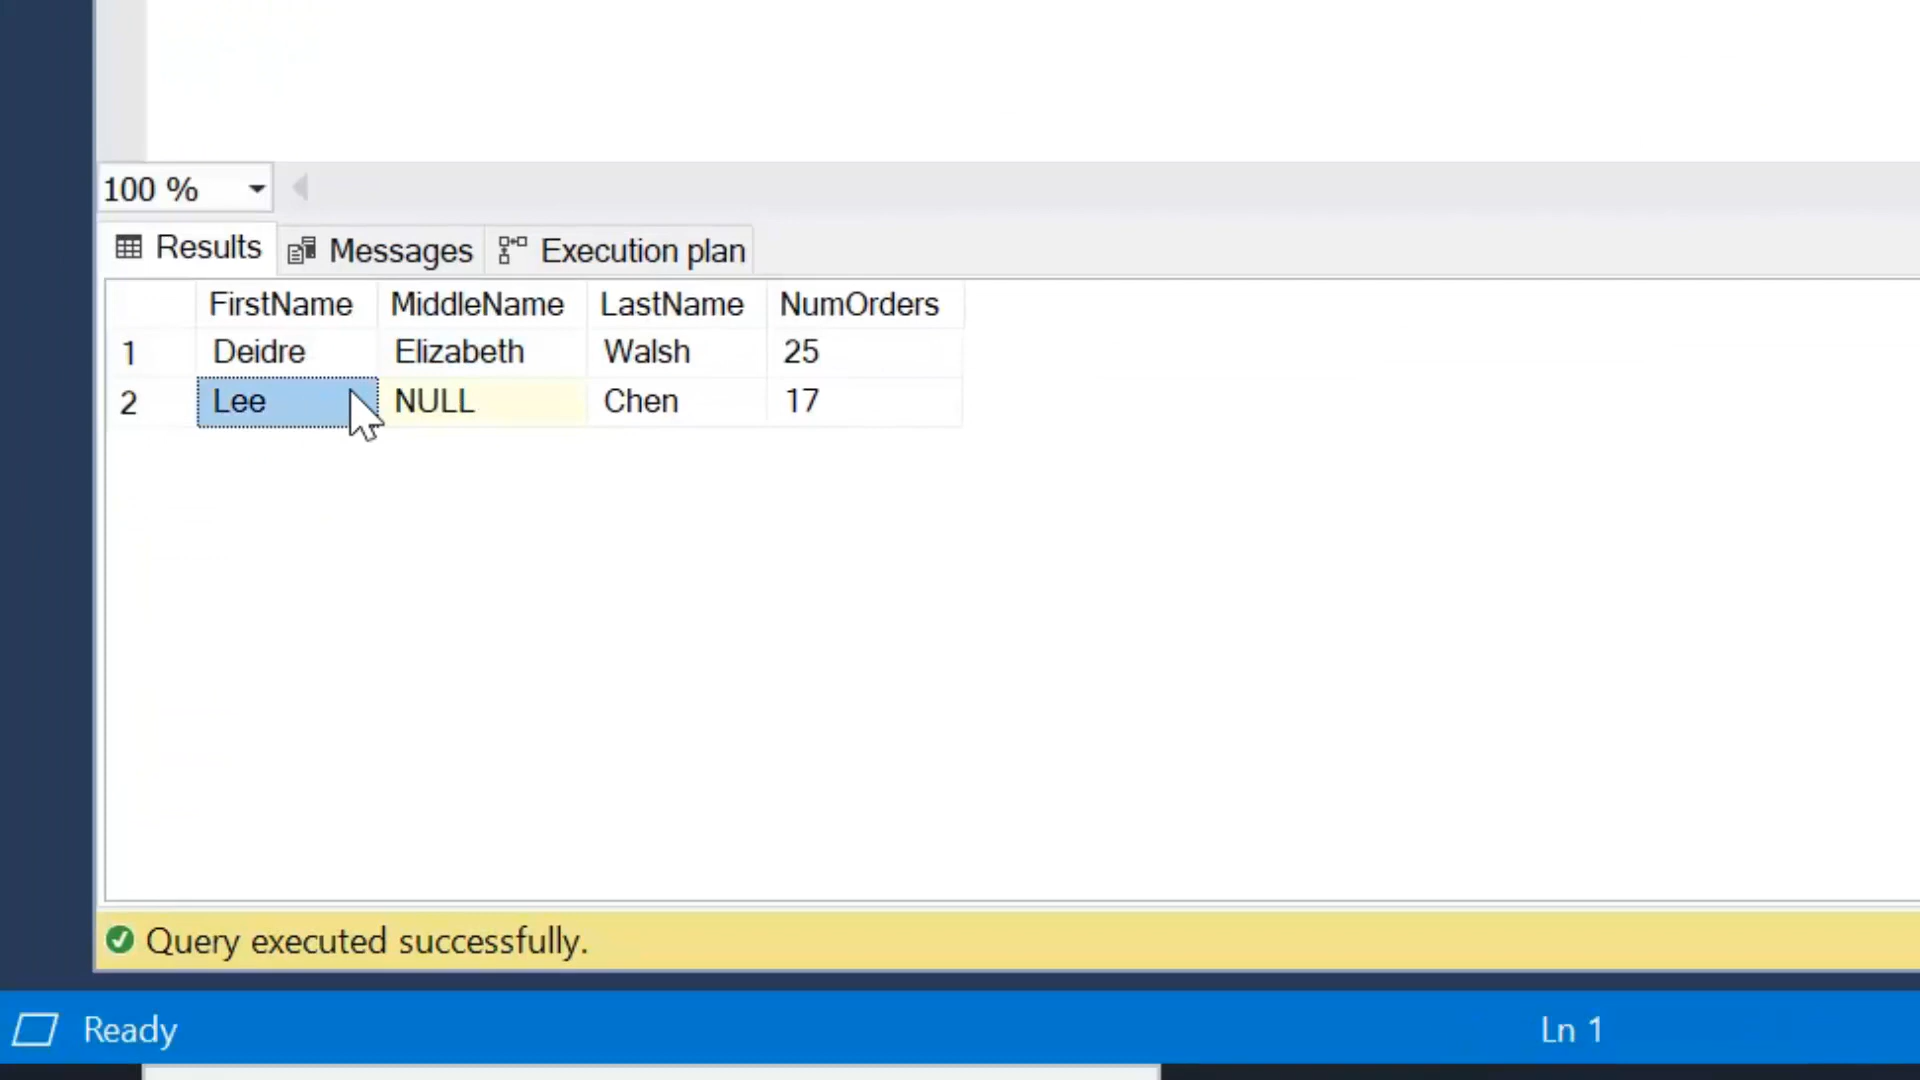 100 %
Results Messages Execution plan
FirstName MiddleName LastName NumOrders
1 Deidre Elizabeth Walsh 25
2 Lee NULL Chen 17
Query executed successfully.
Ready Ln 1